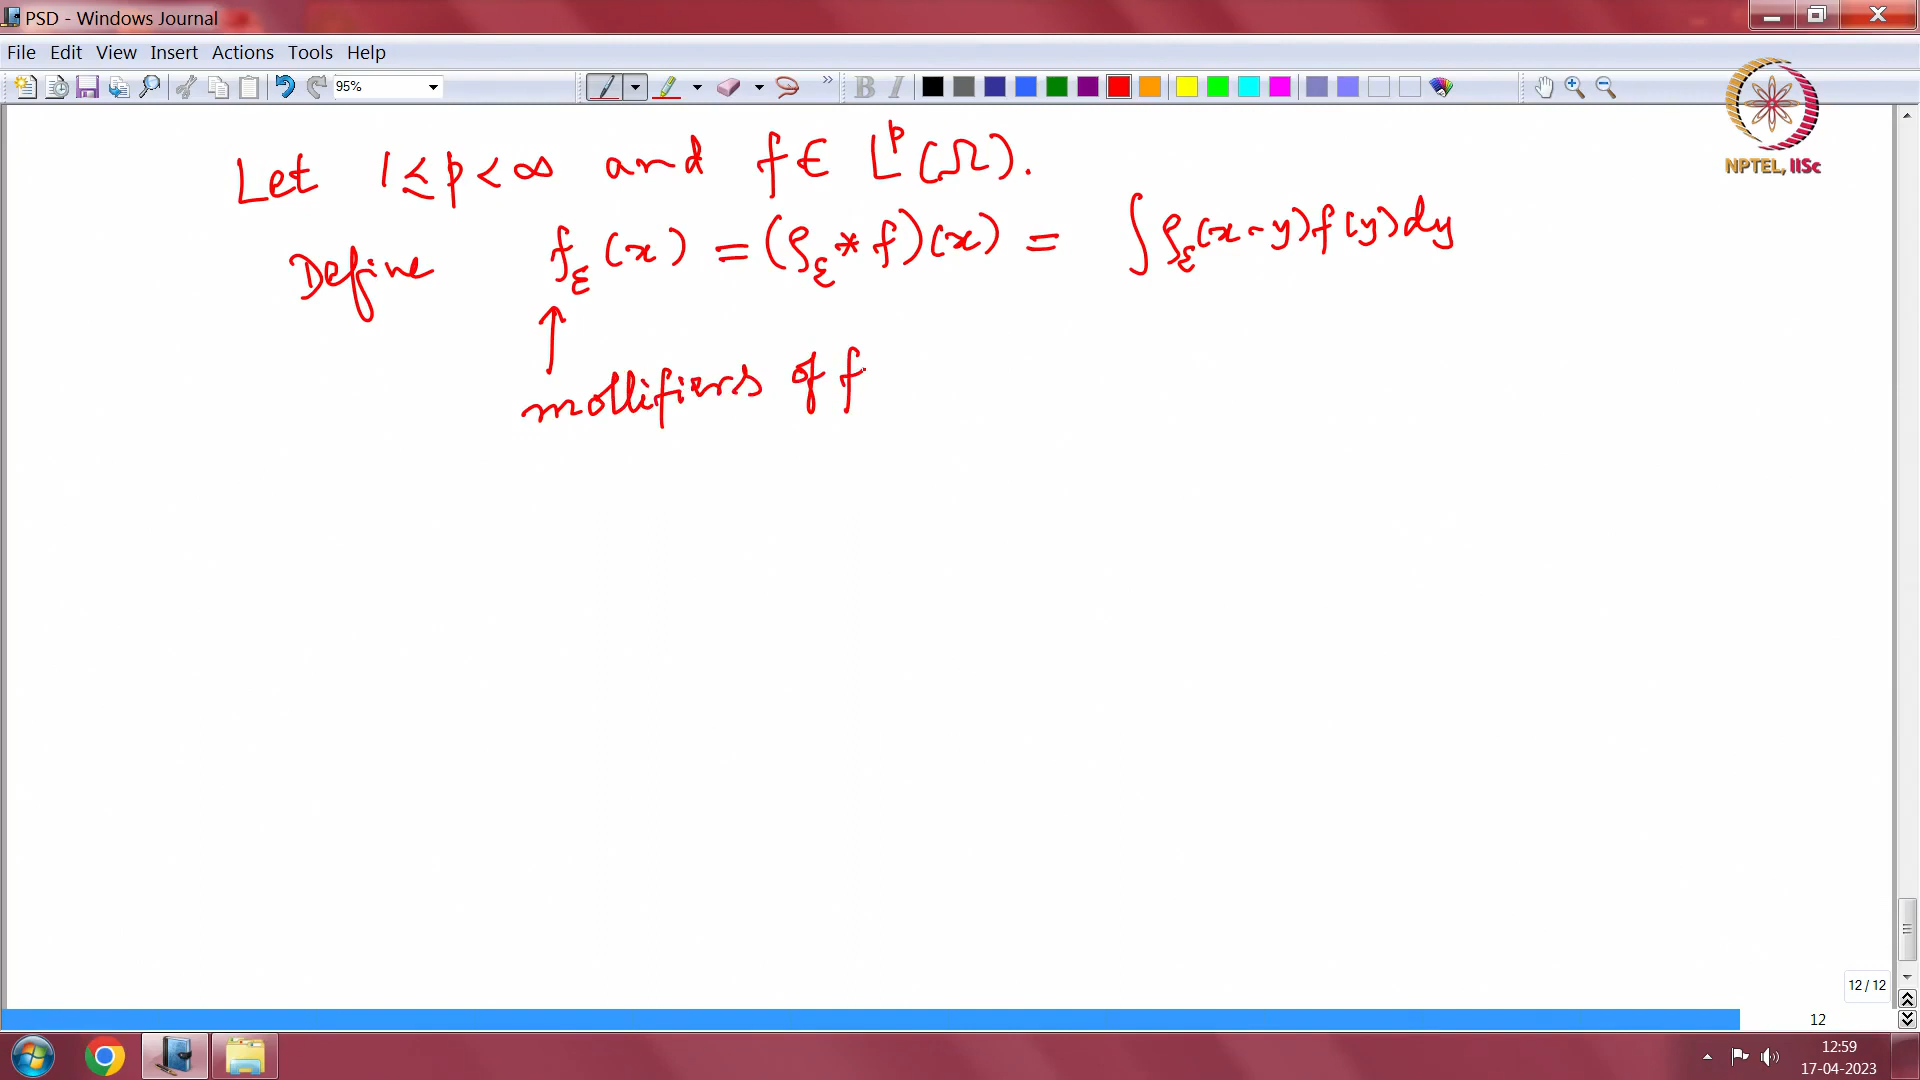 PSD - Windows Journal
File Edit View Insert Actions Tools Help
95%
B I
NPTEL, IISc
Let 1 ≤ p < ∞ and f ∈ L^p(Ω).
Define f_ε(x) = (ρ_ε * f)(x) = ∫ ρ_ε(x-y)f(y)dy
↑
mollifiers of f
12 / 12
12
12:59
17-04-2023